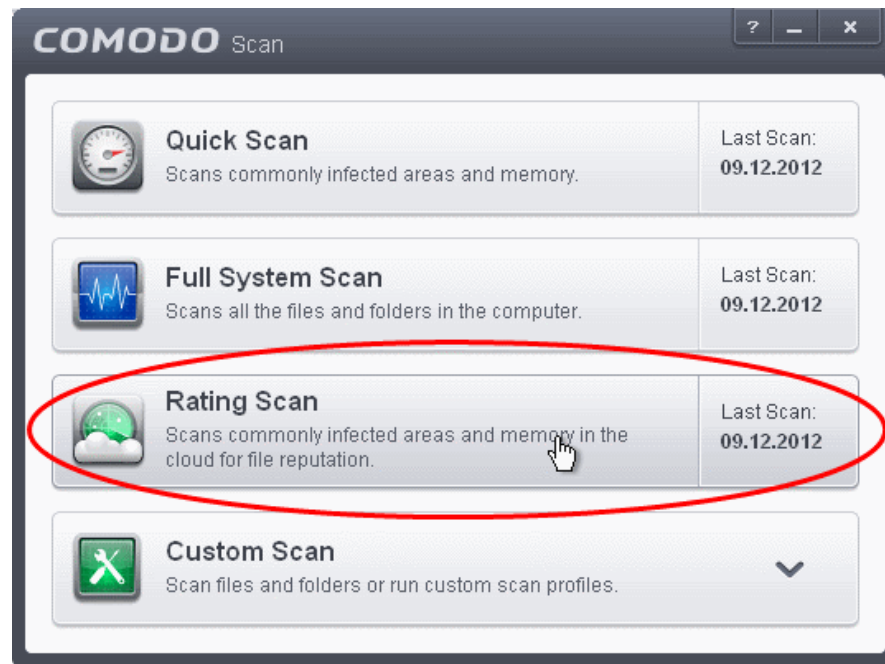 COMODO Scan
? – x
Quick Scan
Scans commonly infected areas and memory.
Last Scan:
09.12.2012
Full System Scan
Scans all the files and folders in the computer.
Last Scan:
09.12.2012
Rating Scan
Scans commonly infected areas and memory in the
cloud for file reputation.
Last Scan:
09.12.2012
Custom Scan
Scan files and folders or run custom scan profiles.